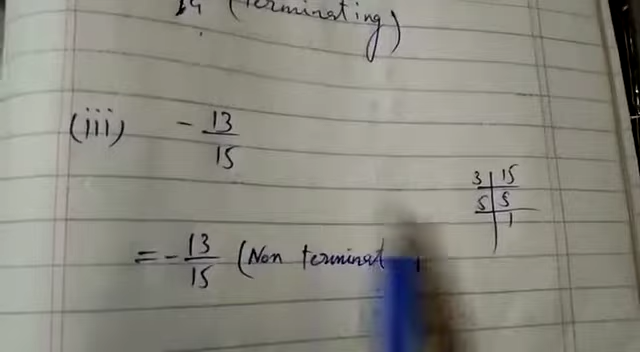 (Terminating)
(iii) - 13/15
3 | 15
5 | 5
| 1
= - 13/15 (Non terminat